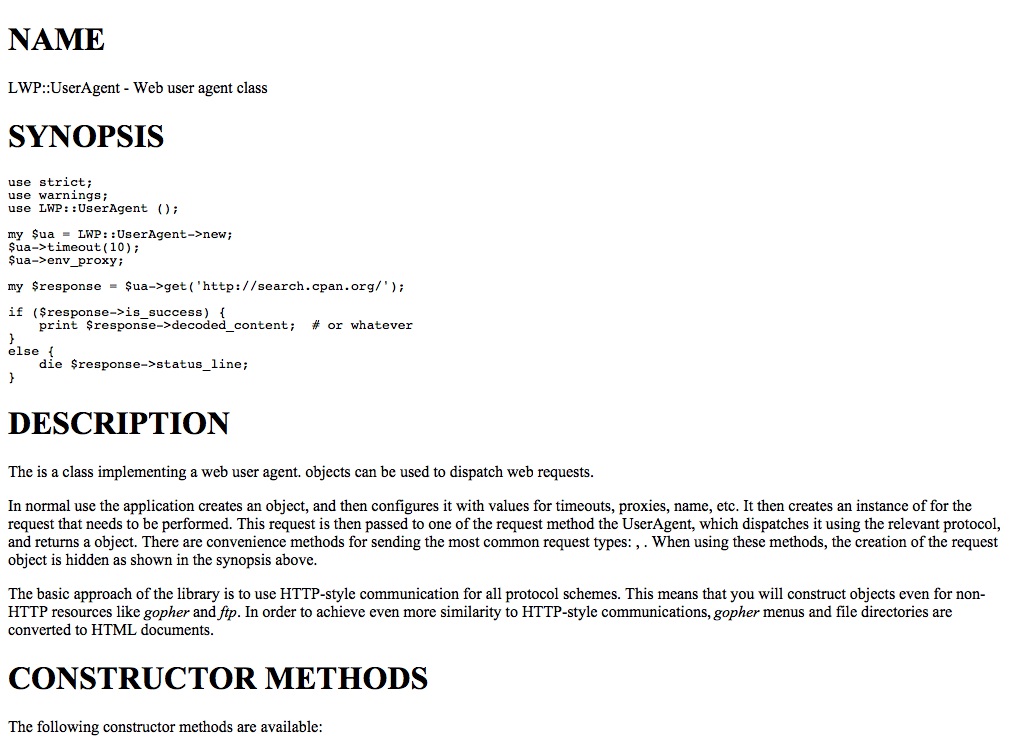 NAME
LWP::UserAgent - Web user agent class
SYNOPSIS
use strict;
use warnings;
use LWP::UserAgent ();
my $ua = LWP::UserAgent->new;
$ua->timeout(10);
$ua->env_proxy;
my $response = $ua->get('http://search.cpan.org/');
if ($response->is_success) {
    print $response->decoded_content;  # or whatever
}
else {
    die $response->status_line;
}
DESCRIPTION
The is a class implementing a web user agent. objects can be used to dispatch web requests.
In normal use the application creates an object, and then configures it with values for timeouts, proxies, name, etc. It then creates an instance of for the
request that needs to be performed. This request is then passed to one of the request method the UserAgent, which dispatches it using the relevant protocol,
and returns a object. There are convenience methods for sending the most common request types: , . When using these methods, the creation of the request
object is hidden as shown in the synopsis above.
The basic approach of the library is to use HTTP-style communication for all protocol schemes. This means that you will construct objects even for non-
HTTP resources like gopher and ftp. In order to achieve even more similarity to HTTP-style communications, gopher menus and file directories are
converted to HTML documents.
CONSTRUCTOR METHODS
The following constructor methods are available: